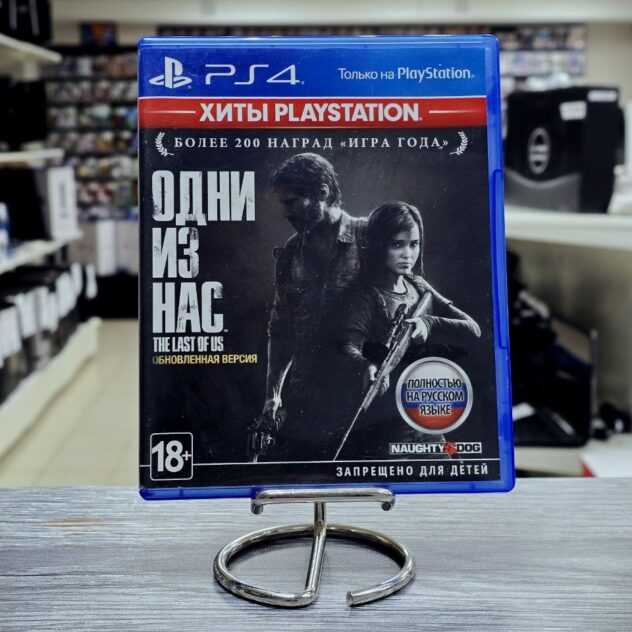 PS4
Только на PlayStation®
ХИТЫ PLAYSTATION®
БОЛЕЕ 200 НАГРАД «ИГРА ГОДА»
ОДНИ
ИЗ
НАС™
THE LAST OF US
ОБНОВЛЕННАЯ ВЕРСИЯ
ПОЛНОСТЬЮ
НА РУССКОМ
ЯЗЫКЕ
NAUGHTY DOG
18+
ЗАПРЕЩЕНО ДЛЯ ДЕТЕЙ